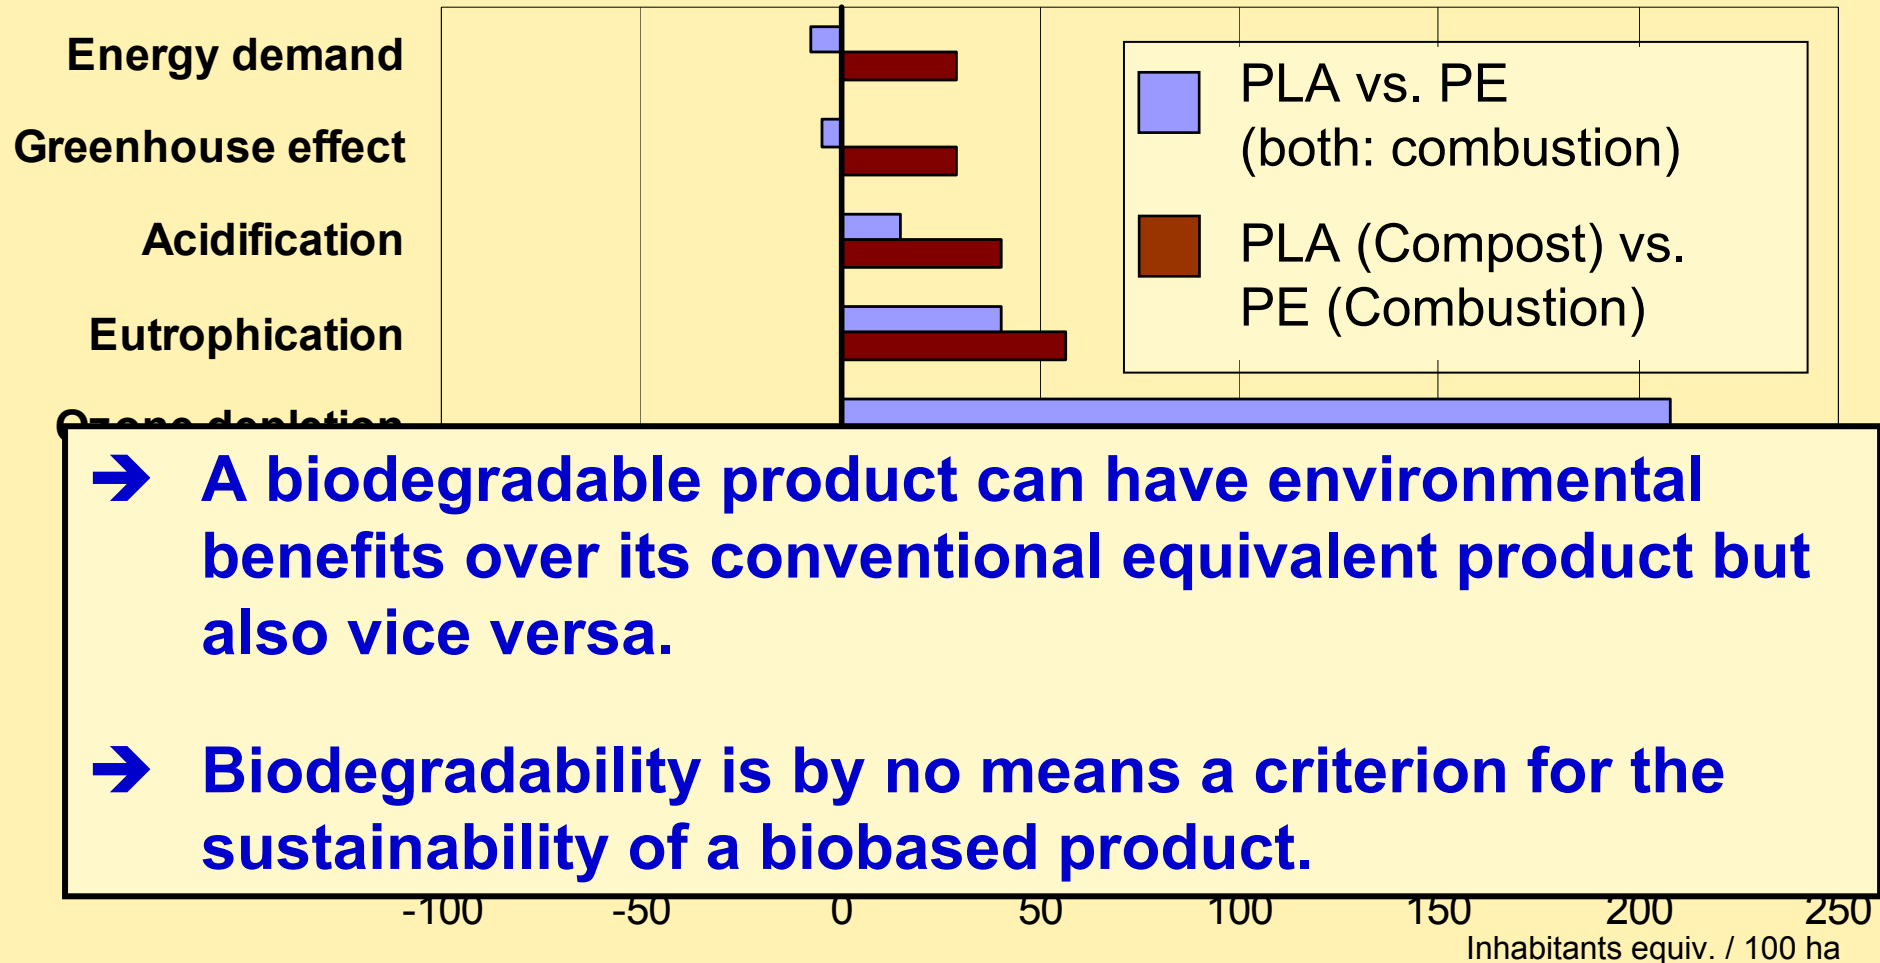 Energy demand
Greenhouse effect
Acidification
Eutrophication
Ozone depletion
PLA vs. PE
(both: combustion)
PLA (Compost) vs.
PE (Combustion)
➔ A biodegradable product can have environmental
benefits over its conventional equivalent product but
also vice versa.
➔ Biodegradability is by no means a criterion for the
sustainability of a biobased product.
-100 -50 0 50 100 150 200 250
Inhabitants equiv. / 100 ha